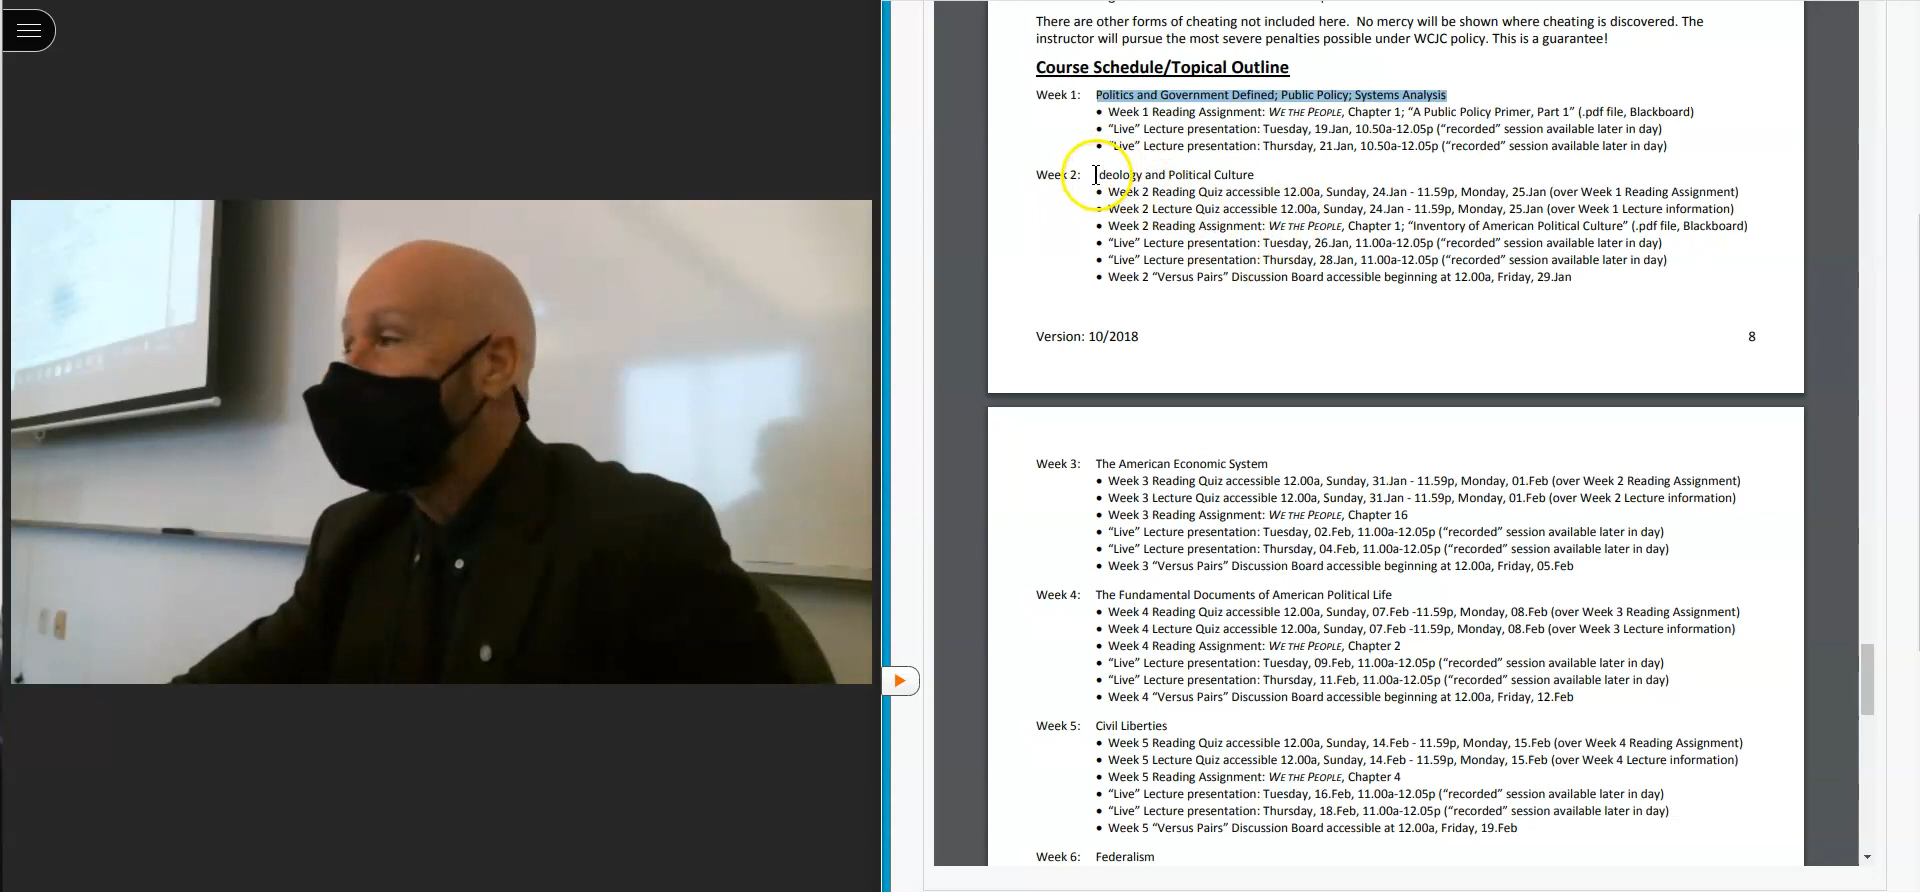 There are other forms of cheating not included here. No mercy will be shown where cheating is discovered. The
instructor will pursue the most severe penalties possible under WCJC policy. This is a guarantee!
Course Schedule/Topical Outline
Week 1: Politics and Government Defined; Public Policy; Systems Analysis
• Week 1 Reading Assignment: WE THE PEOPLE, Chapter 1; “A Public Policy Primer, Part 1” (.pdf file, Blackboard)
• “Live” Lecture presentation: Tuesday, 19.Jan, 10.50a-12.05p (“recorded” session available later in day)
• “Live” Lecture presentation: Thursday, 21.Jan, 10.50a-12.05p (“recorded” session available later in day)
Week 2: Ideology and Political Culture
• Week 2 Reading Quiz accessible 12.00a, Sunday, 24.Jan - 11.59p, Monday, 25.Jan (over Week 1 Reading Assignment)
• Week 2 Lecture Quiz accessible 12.00a, Sunday, 24.Jan - 11.59p, Monday, 25.Jan (over Week 1 Lecture information)
• Week 2 Reading Assignment: WE THE PEOPLE, Chapter 1; “Inventory of American Political Culture” (.pdf file, Blackboard)
• “Live” Lecture presentation: Tuesday, 26.Jan, 11.00a-12.05p (“recorded” session available later in day)
• “Live” Lecture presentation: Thursday, 28.Jan, 11.00a-12.05p (“recorded” session available later in day)
• Week 2 “Versus Pairs” Discussion Board accessible beginning at 12.00a, Friday, 29.Jan
Version: 10/2018 8
Week 3: The American Economic System
• Week 3 Reading Quiz accessible 12.00a, Sunday, 31.Jan - 11.59p, Monday, 01.Feb (over Week 2 Reading Assignment)
• Week 3 Lecture Quiz accessible 12.00a, Sunday, 31.Jan - 11.59p, Monday, 01.Feb (over Week 2 Lecture information)
• Week 3 Reading Assignment: WE THE PEOPLE, Chapter 16
• “Live” Lecture presentation: Tuesday, 02.Feb, 11.00a-12.05p (“recorded” session available later in day)
• “Live” Lecture presentation: Thursday, 04.Feb, 11.00a-12.05p (“recorded” session available later in day)
• Week 3 “Versus Pairs” Discussion Board accessible beginning at 12.00a, Friday, 05.Feb
Week 4: The Fundamental Documents of American Political Life
• Week 4 Reading Quiz accessible 12.00a, Sunday, 07.Feb -11.59p, Monday, 08.Feb (over Week 3 Reading Assignment)
• Week 4 Lecture Quiz accessible 12.00a, Sunday, 07.Feb -11.59p, Monday, 08.Feb (over Week 3 Lecture information)
• Week 4 Reading Assignment: WE THE PEOPLE, Chapter 2
• “Live” Lecture presentation: Tuesday, 09.Feb, 11.00a-12.05p (“recorded” session available later in day)
• “Live” Lecture presentation: Thursday, 11.Feb, 11.00a-12.05p (“recorded” session available later in day)
• Week 4 “Versus Pairs” Discussion Board accessible beginning at 12.00a, Friday, 12.Feb
Week 5: Civil Liberties
• Week 5 Reading Quiz accessible 12.00a, Sunday, 14.Feb - 11.59p, Monday, 15.Feb (over Week 4 Reading Assignment)
• Week 5 Lecture Quiz accessible 12.00a, Sunday, 14.Feb - 11.59p, Monday, 15.Feb (over Week 4 Lecture information)
• Week 5 Reading Assignment: WE THE PEOPLE, Chapter 4
• “Live” Lecture presentation: Tuesday, 16.Feb, 11.00a-12.05p (“recorded” session available later in day)
• “Live” Lecture presentation: Thursday, 18.Feb, 11.00a-12.05p (“recorded” session available later in day)
• Week 5 “Versus Pairs” Discussion Board accessible at 12.00a, Friday, 19.Feb
Week 6: Federalism